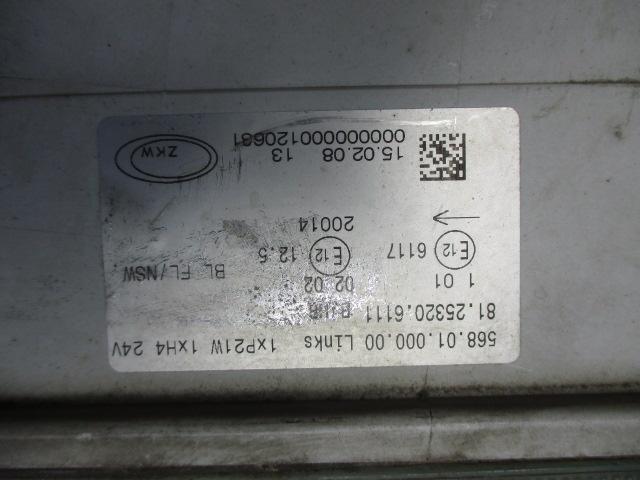 568.01.000.00 Links 1xP21W 1xH4 24V
81.25320.6111
1 01 02 02
E12 6117 E12 12.5 BL FL/NSW
20014
15.02.08 13
00000000000120631
ZKW